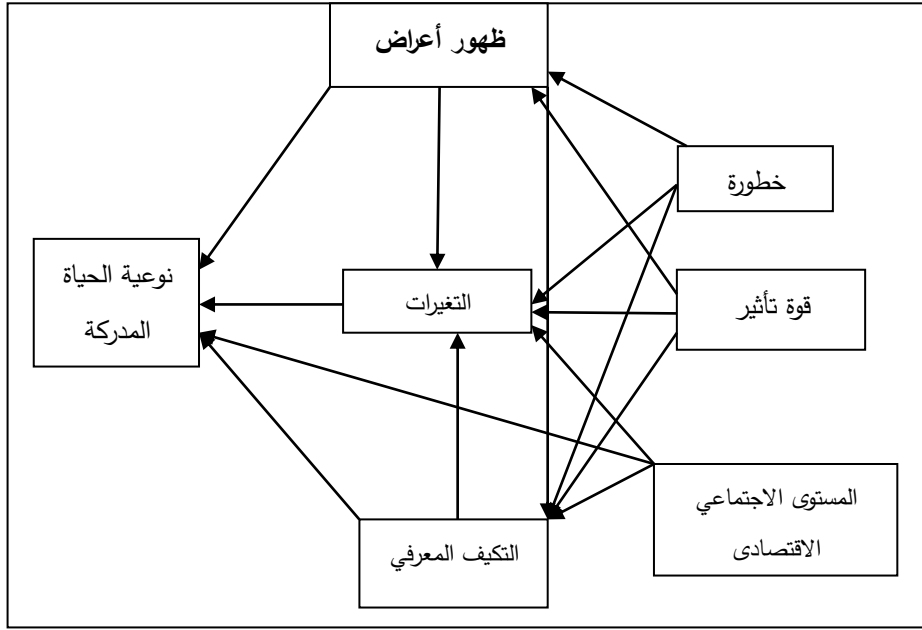 ظهور أعراض
خطورة
نوعية الحياة
المدركة
التغيرات
قوة تأثير
المستوى الاجتماعي
الاقتصادى
التكيف المعرفي